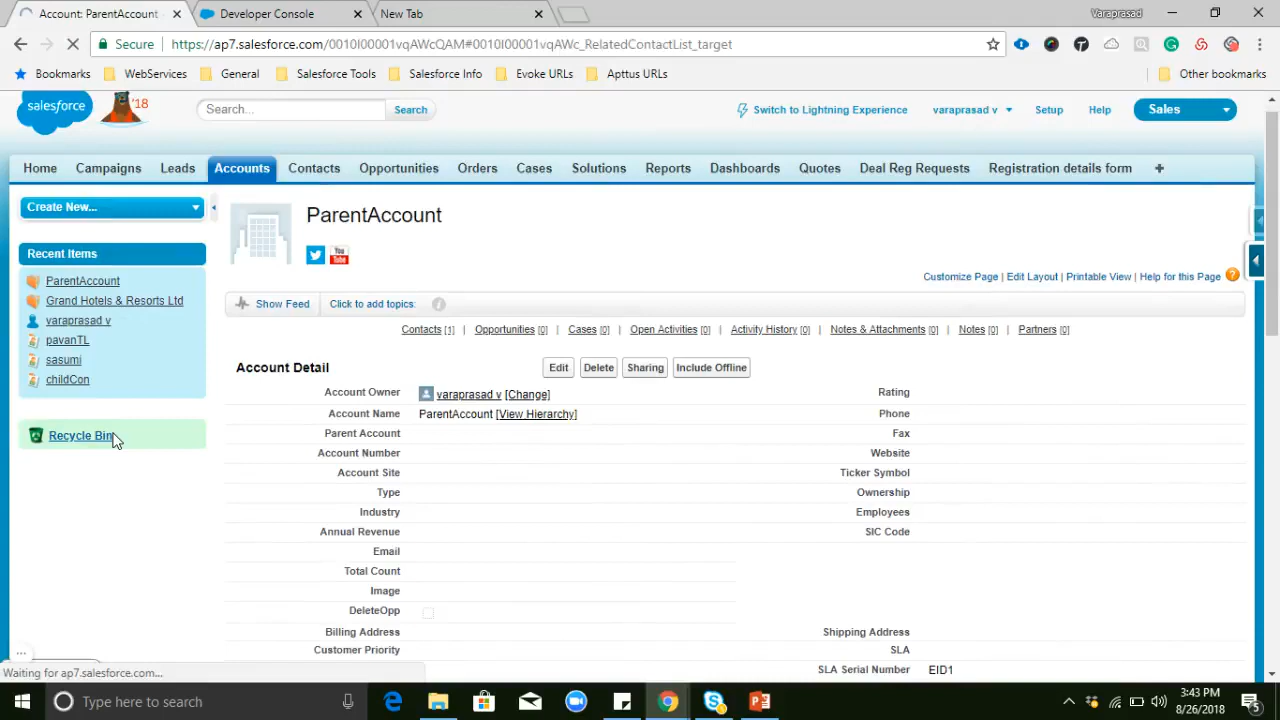 Account: ParentAccount
Developer Console
New Tab
Varaprasad
Secure
https://ap7.salesforce.com/0010I00001vqAWcQAM#0010I00001vqAWc_RelatedContactList_target
Bookmarks
WebServices
General
Salesforce Tools
Salesforce Info
Evoke URLs
Apttus URLs
Other bookmarks
salesforce
'18
Search...
Search
Switch to Lightning Experience
varaprasad v
Setup
Help
Sales
Home
Campaigns
Leads
Accounts
Contacts
Opportunities
Orders
Cases
Solutions
Reports
Dashboards
Quotes
Deal Reg Requests
Registration details form
+
Create New...
Recent Items
ParentAccount
Grand Hotels & Resorts Ltd
varaprasad v
pavanTL
sasumi
childCon
Recycle Bin
ParentAccount
You Tube
Customize Page | Edit Layout | Printable View | Help for this Page
Show Feed
Click to add topics:
Contacts [1] | Opportunities [0] | Cases [0] | Open Activities [0] | Activity History [0] | Notes & Attachments [0] | Notes [0] | Partners [0]
Account Detail
Edit
Delete
Sharing
Include Offline
Account Owner varaprasad v [Change]
Rating
Account Name ParentAccount [View Hierarchy]
Phone
Parent Account
Fax
Account Number
Website
Account Site
Ticker Symbol
Type
Ownership
Industry
Employees
Annual Revenue
SIC Code
Email
Total Count
Image
DeleteOpp
Billing Address
Shipping Address
Customer Priority
SLA
SLA Serial Number EID1
...
Waiting for ap7.salesforce.com...
Type here to search
3:43 PM
8/26/2018
5